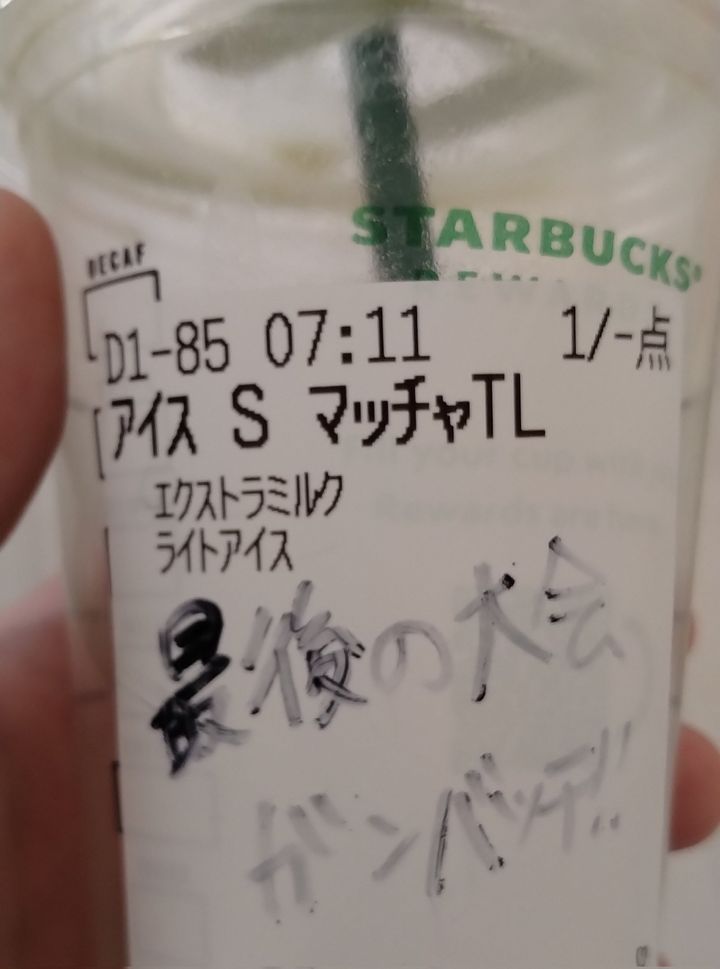 STARBUCKS®
DECAF
D1-85 07:11 1/-点
アイス S マッチャTL
エクストラミルク
ライトアイス
最後の大会
ガンバッテ!!